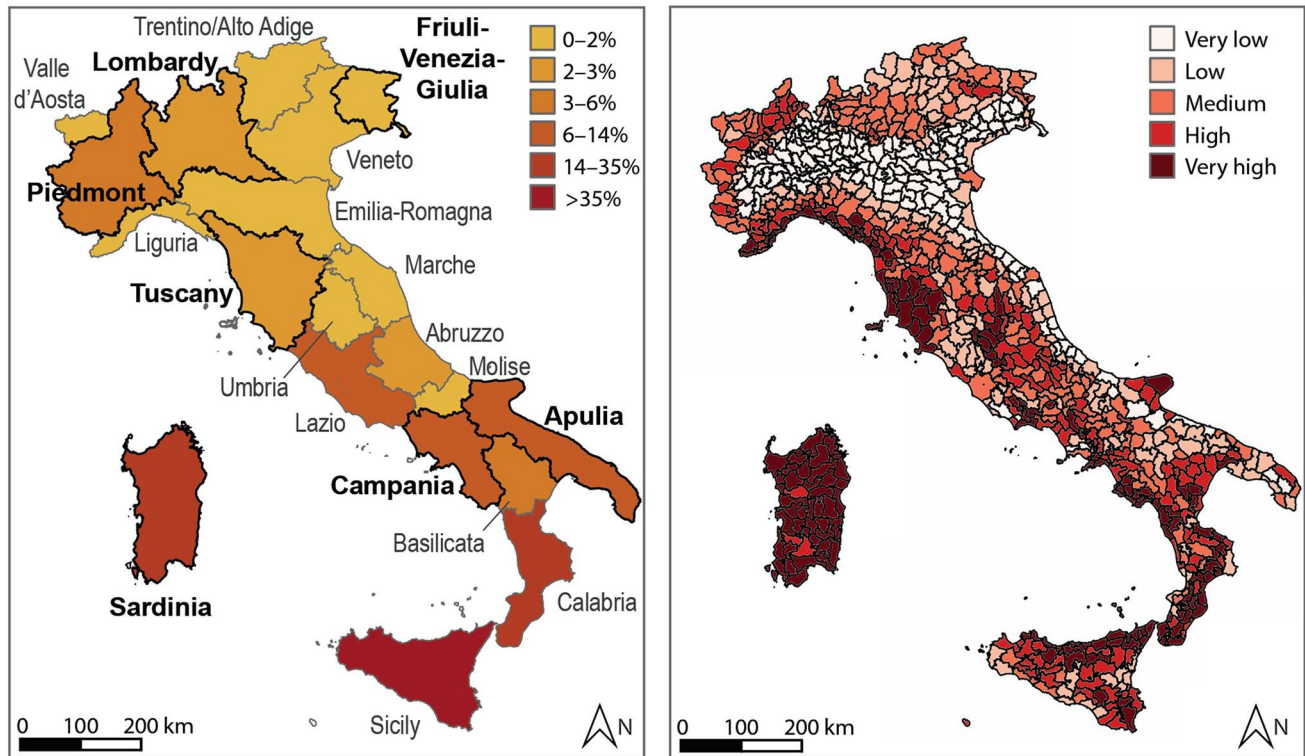 Trentino/Alto Adige
Friuli-
Venezia-
Giulia
Lombardy
Valle
d’Aosta
Veneto
Piedmont
Emilia-Romagna
Liguria
Marche
Tuscany
Abruzzo
Molise
Umbria
Lazio
Apulia
Campania
Basilicata
Sardinia
Calabria
Sicily
0–2%
2–3%
3–6%
6–14%
14–35%
>35%
0 100 200 km
N
Very low
Low
Medium
High
Very high
0 100 200 km
N